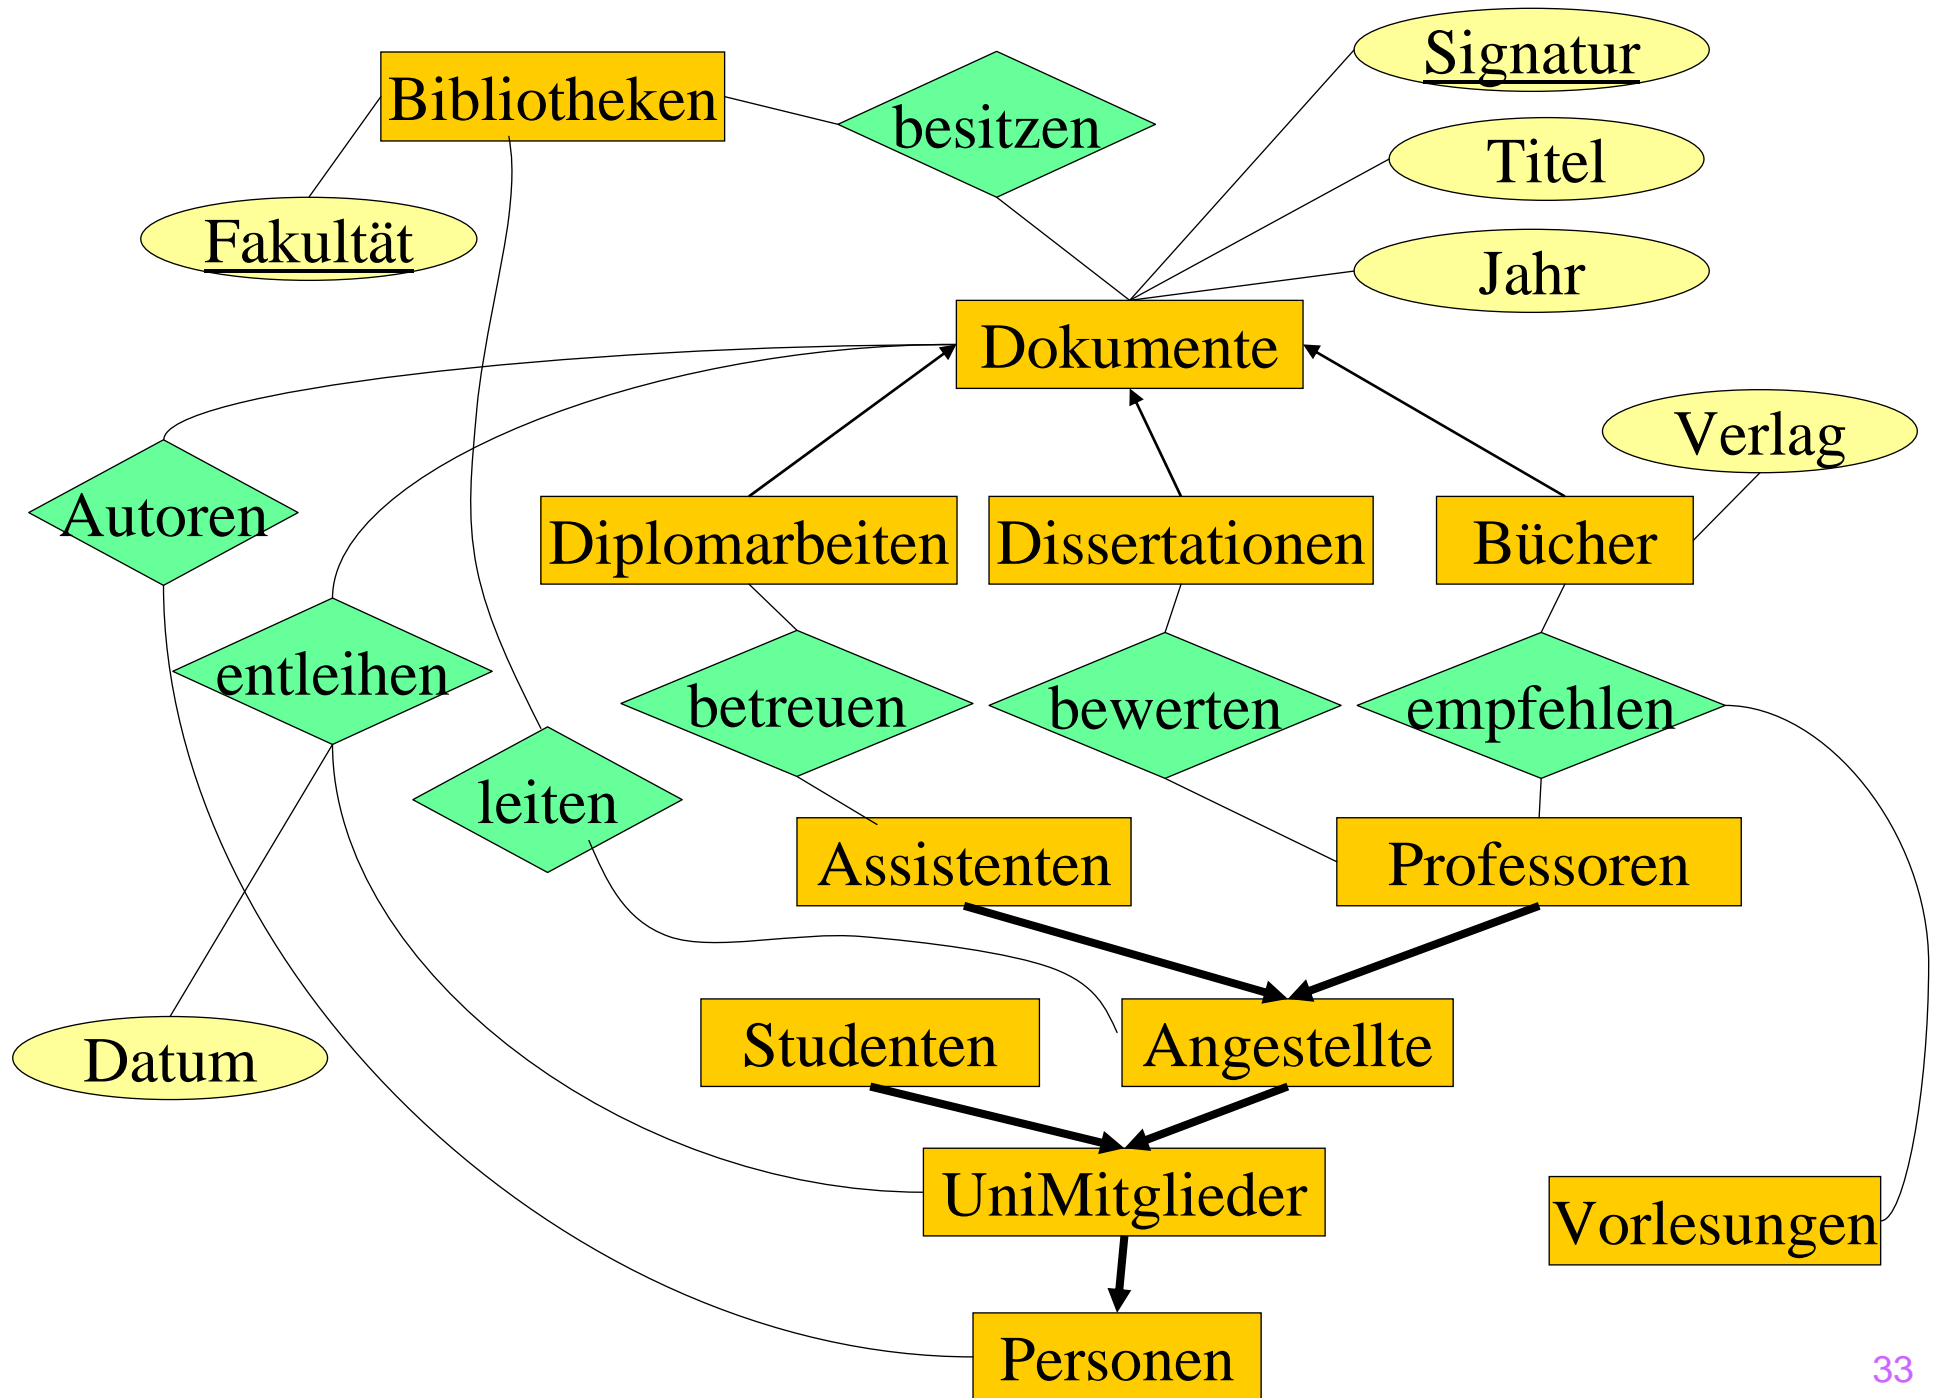 Signatur
Bibliotheken
besitzen
Titel
Fakultät
Jahr
Dokumente
Verlag
Autoren
Diplomarbeiten
Dissertationen
Bücher
entleihen
betreuen
bewerten
empfehlen
leiten
Assistenten
Professoren
Studenten
Angestellte
Datum
UniMitglieder
Vorlesungen
Personen
33